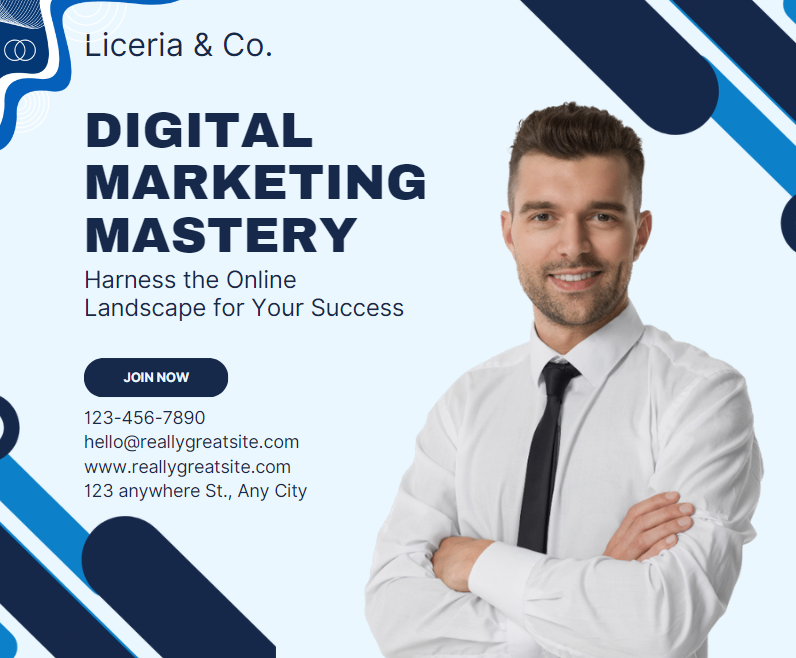 Liceria & Co.
DIGITAL
MARKETING
MASTERY
Harness the Online
Landscape for Your Success
JOIN NOW
123-456-7890
hello@reallygreatsite.com
www.reallygreatsite.com
123 anywhere St., Any City